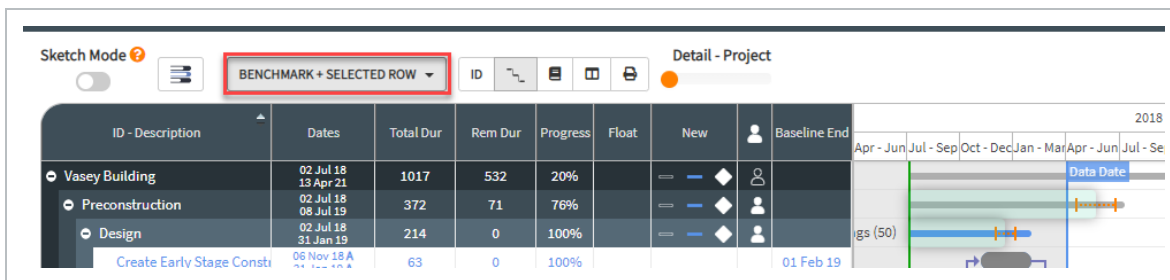 Sketch Mode ?
BENCHMARK + SELECTED ROW
ID
Detail - Project
ID - Description
Dates
Total Dur
Rem Dur
Progress
Float
New
Baseline End
2018
Apr - Jun
Jul - Sep
Oct - Dec
Jan - Mar
Apr - Jun
Jul - Se
Vasey Building
02 Jul 18
13 Apr 21
1017
532
20%
Data Date
Preconstruction
02 Jul 18
08 Jul 19
372
71
76%
Design
02 Jul 18
31 Jan 19
214
0
100%
gs (50)
Create Early Stage Constr
06 Nov 18 A
63
0
100%
01 Feb 19